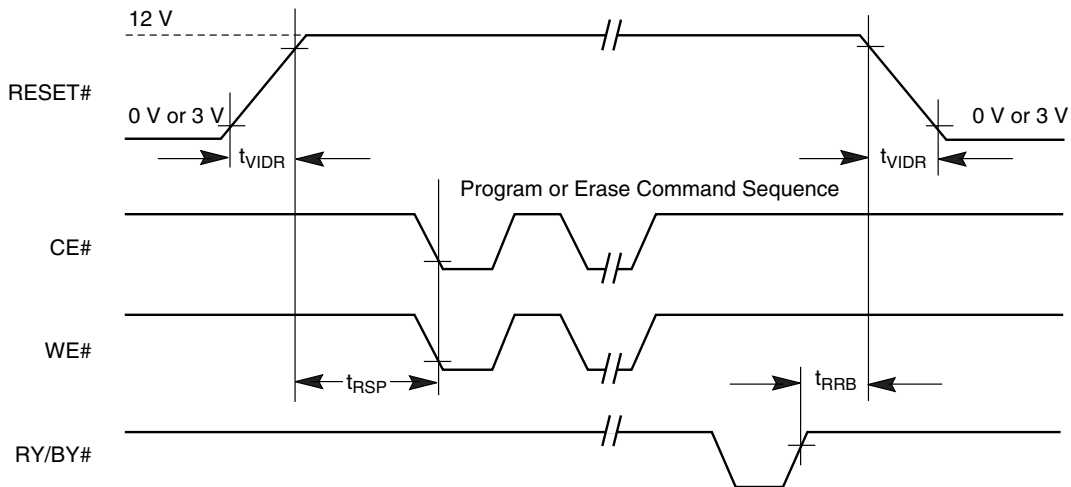 12 V
RESET#
0 V or 3 V
0 V or 3 V
tVIDR
tVIDR
Program or Erase Command Sequence
CE#
WE#
tRSP
tRRB
RY/BY#